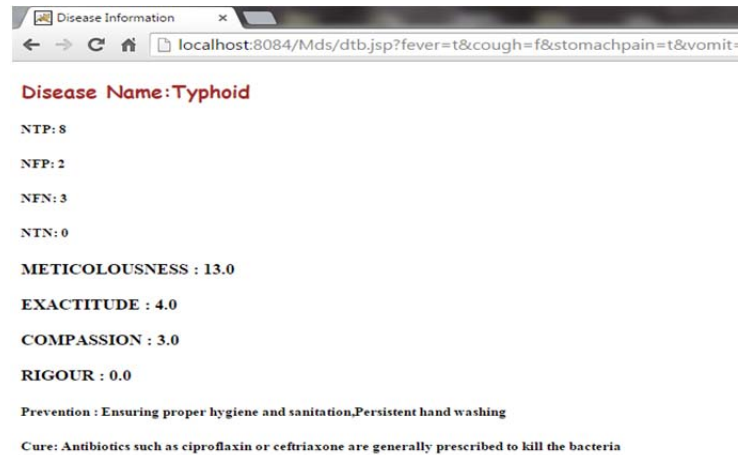 Disease Information ×
localhost:8084/Mds/dtb.jsp?fever=t&cough=f&stomachpain=t&vomit=
Disease Name:Typhoid
NTP: 8
NFP: 2
NFN: 3
NTN: 0
METICOLOUSNESS : 13.0
EXACTITUDE : 4.0
COMPASSION : 3.0
RIGOUR : 0.0
Prevention : Ensuring proper hygiene and sanitation,Persistent hand washing
Cure: Antibiotics such as ciproflaxin or ceftriaxone are generally prescribed to kill the bacteria